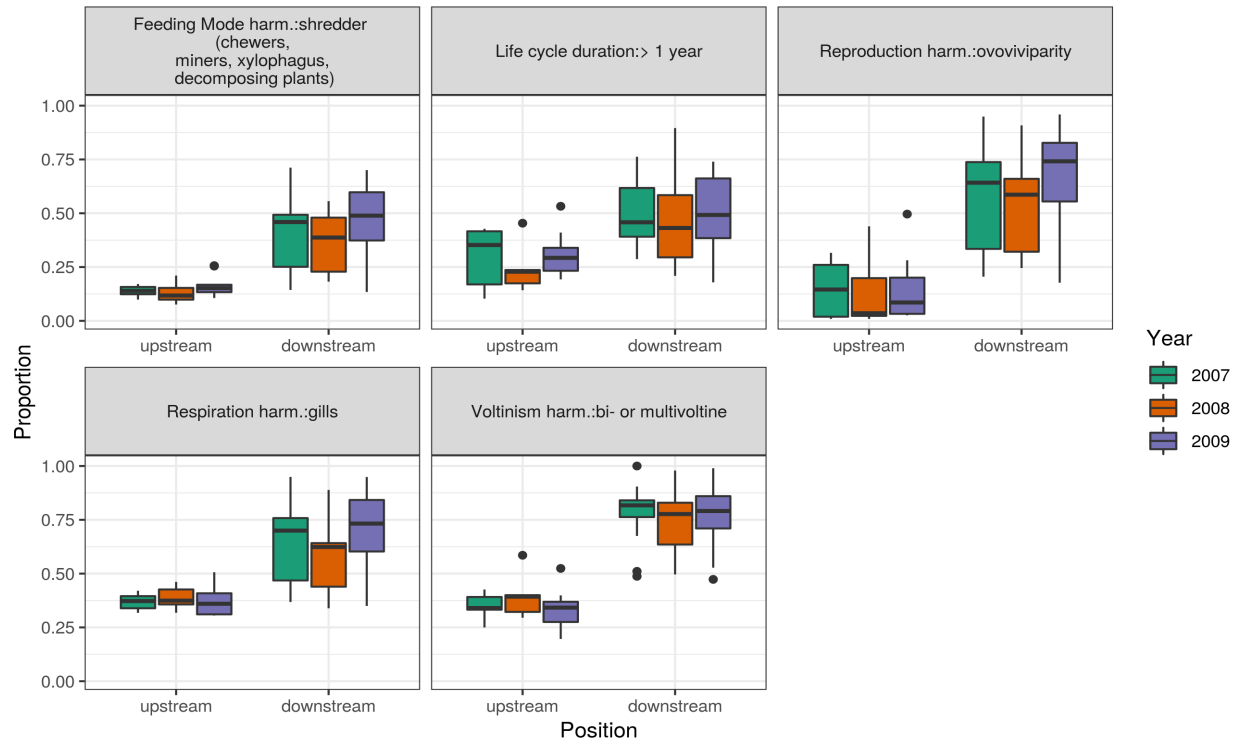 Feeding Mode harm.:shredder
(chewers,
miners, xylophagus,
decomposing plants)
Life cycle duration:> 1 year
Reproduction harm.:ovoviviparity
1.00
0.75
0.50
0.25
0.00
upstream
downstream
upstream
downstream
upstream
downstream
Proportion
Respiration harm.:gills
Voltinism harm.:bi- or multivoltine
1.00
0.75
0.50
0.25
0.00
upstream
downstream
upstream
downstream
Position
Year
2007
2008
2009